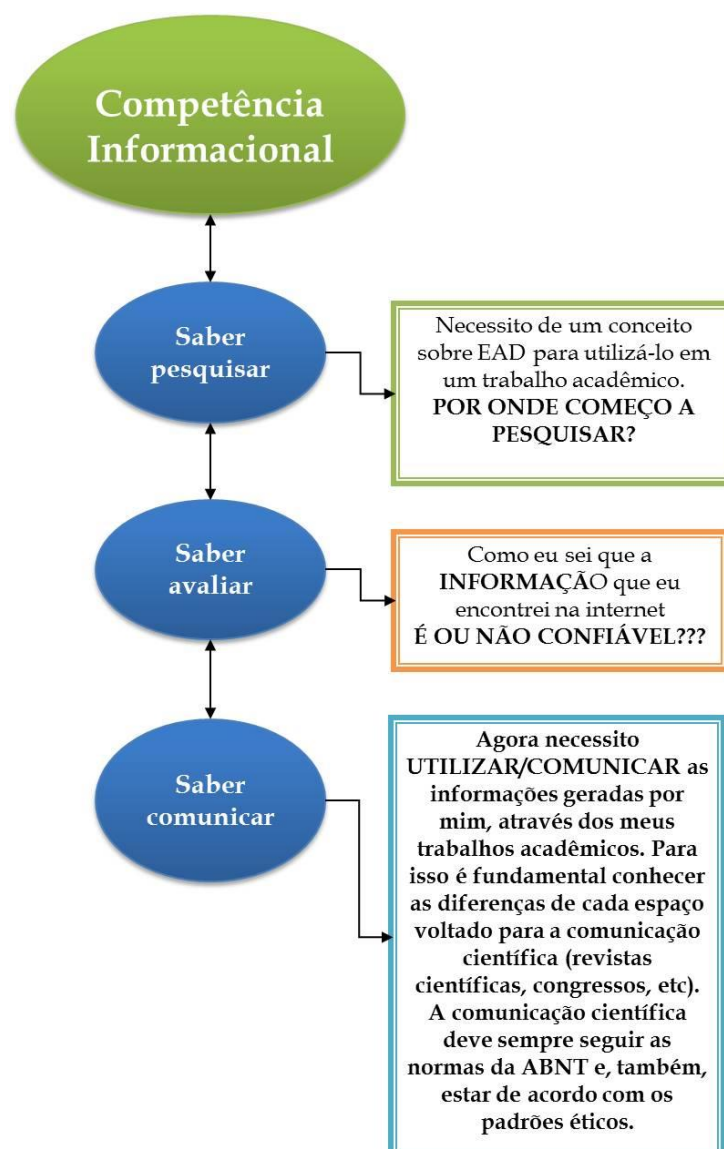 Competência
Informacional
Saber
pesquisar
Necessito de um conceito
sobre EAD para utilizá-lo em
um trabalho acadêmico.
POR ONDE COMEÇO A
PESQUISAR?
Saber
avaliar
Como eu sei que a
INFORMAÇÃO que eu
encontrei na internet
É OU NÃO CONFIÁVEL???
Saber
comunicar
Agora necessito
UTILIZAR/COMUNICAR as
informações geradas por
mim, através dos meus
trabalhos acadêmicos. Para
isso é fundamental conhecer
as diferenças de cada espaço
voltado para a comunicação
científica (revistas
científicas, congressos, etc).
A comunicação científica
deve sempre seguir as
normas da ABNT e, também,
estar de acordo com os
padrões éticos.